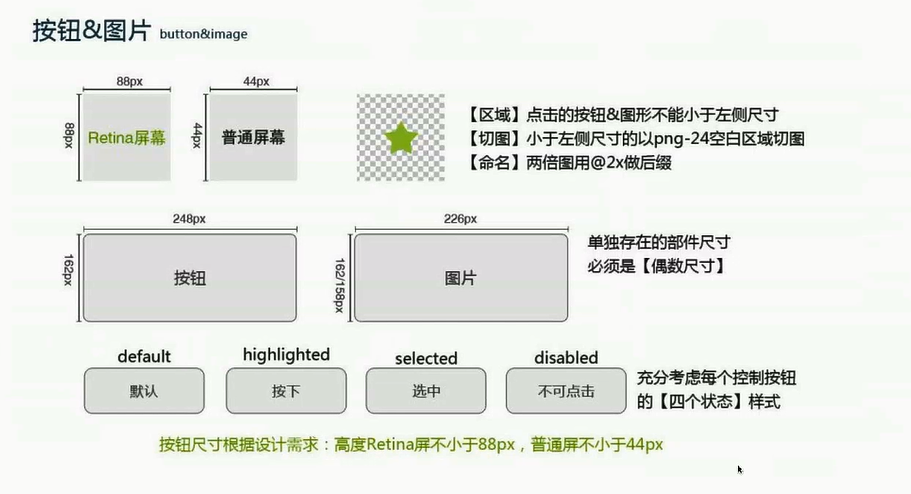 按钮&图片 button&image
88px 44px
88px Retina屏幕 44px 普通屏幕
【区域】点击的按钮&图形不能小于左侧尺寸
【切图】小于左侧尺寸的以png-24空白区域切图
【命名】两倍图用@2x做后缀
248px 226px
162px 按钮 162/158px 图片
单独存在的部件尺寸
必须是【偶数尺寸】
default highlighted selected disabled
默认 按下 选中 不可点击
充分考虑每个控制按钮
的【四个状态】样式
按钮尺寸根据设计需求：高度Retina屏不小于88px，普通屏不小于44px